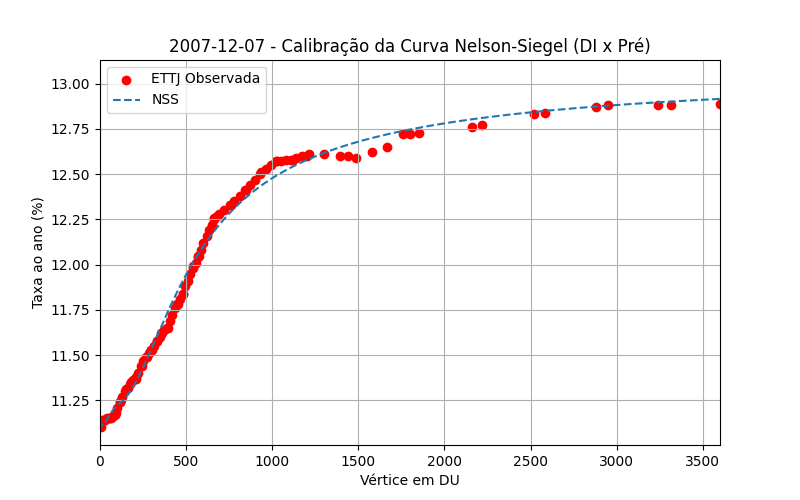 2007-12-07 - Calibração da Curva Nelson-Siegel (DI x Pré)
ETTJ Observada
NSS
Taxa ao ano (%)
13.00
12.75
12.50
12.25
12.00
11.75
11.50
11.25
0 500 1000 1500 2000 2500 3000 3500
Vértice em DU